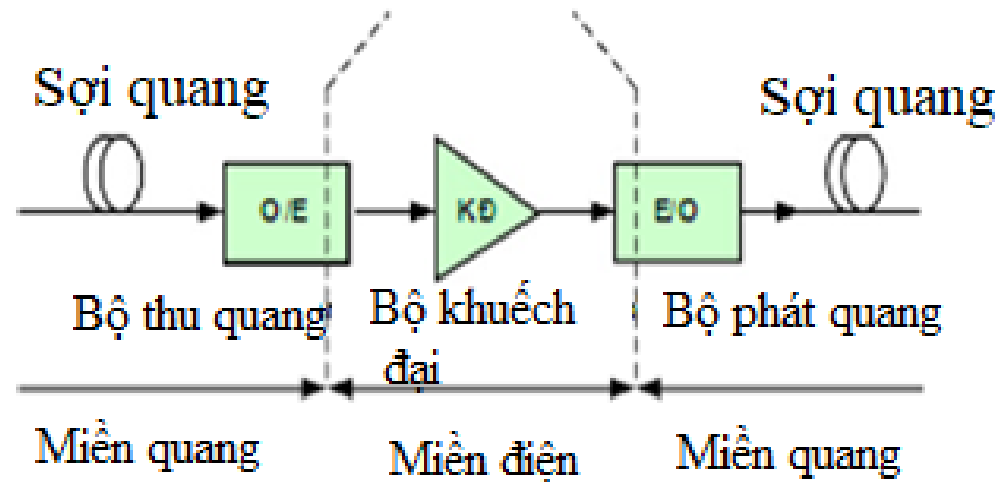 Sợi quang
Sợi quang
O/E
KĐ
E/O
Bộ thu quang
Bộ khuếch
đại
Bộ phát quang
Miền quang
Miền điện
Miền quang